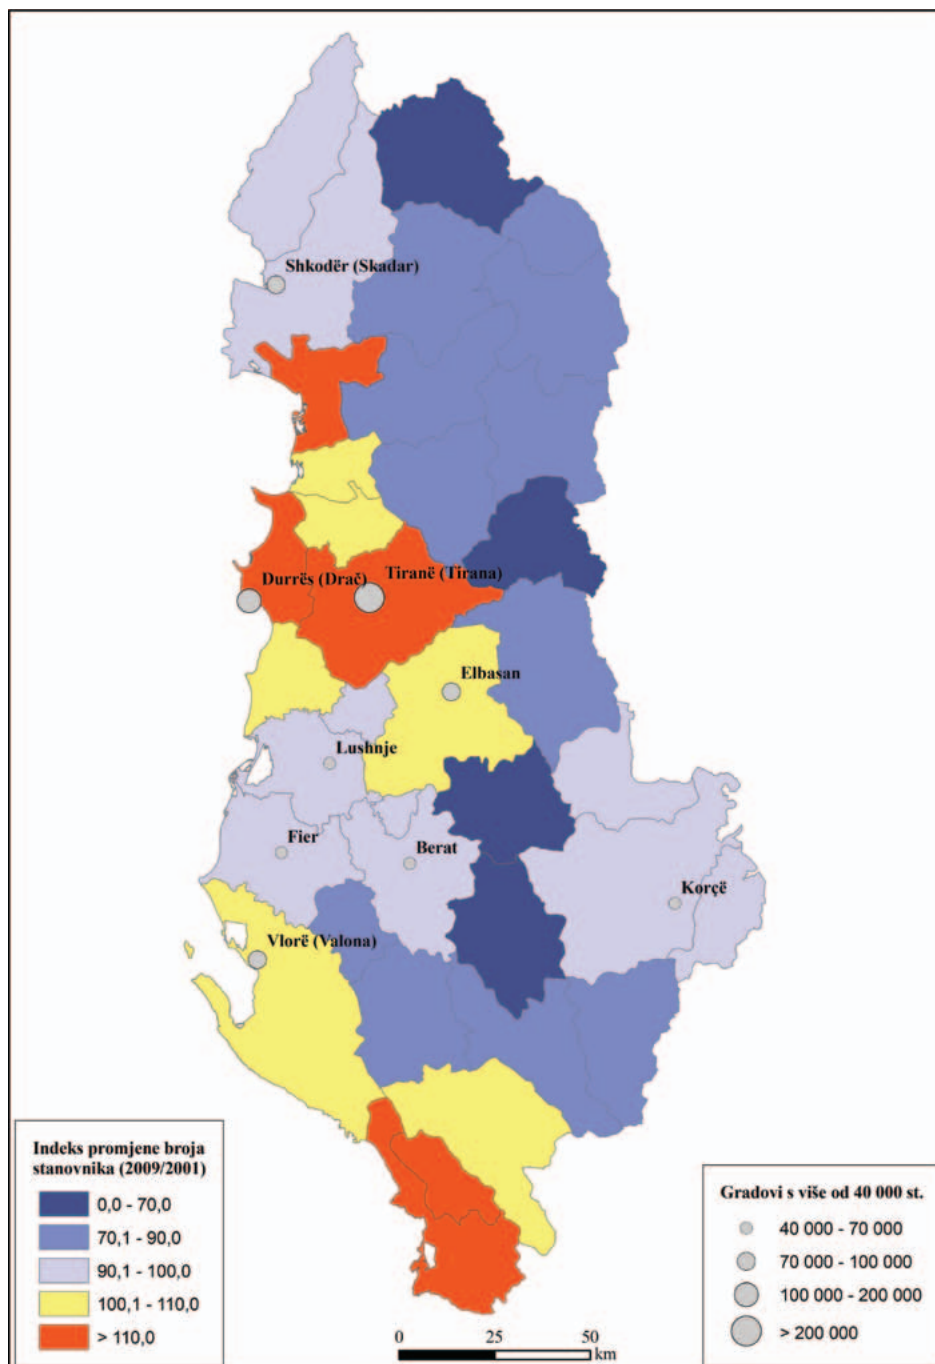 Shkodër (Skadar)
Durrës (Drač)
Tiranë (Tirana)
Elbasan
Lushnje
Fier
Berat
Korçë
Vlorë (Valona)
Indeks promjene broja
stanovnika (2009/2001)
0,0 - 70,0
70,1 - 90,0
90,1 - 100,0
100,1 - 110,0
> 110,0
0 25 50
km
Gradovi s više od 40 000 st.
40 000 - 70 000
70 000 - 100 000
100 000 - 200 000
> 200 000